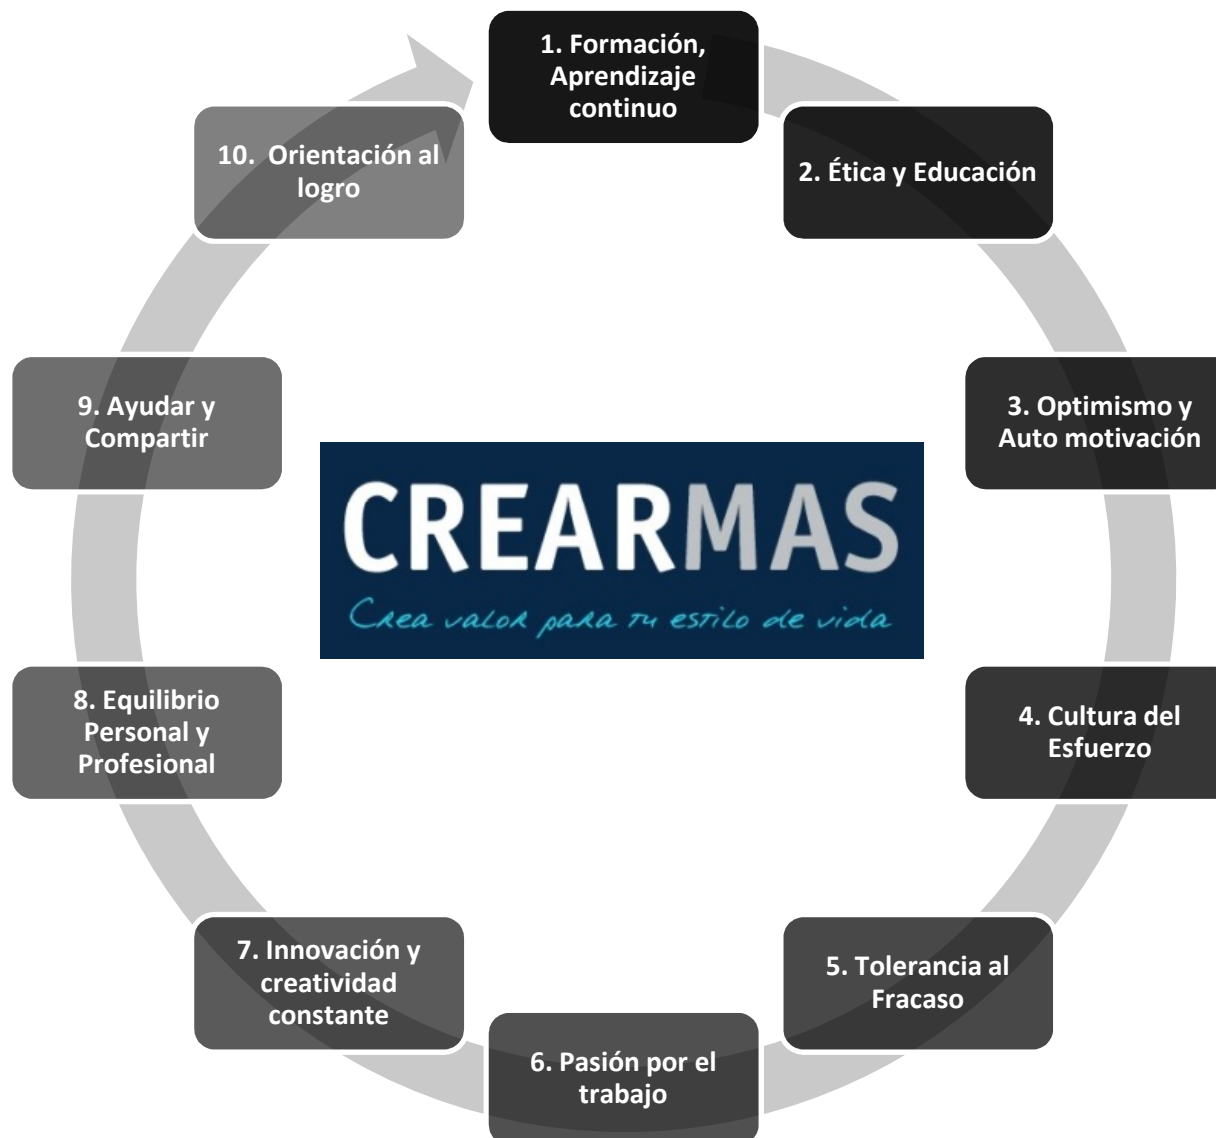 1. Formación,
Aprendizaje
continuo
2. Ética y Educación
3. Optimismo y
Auto motivación
4. Cultura del
Esfuerzo
5. Tolerancia al
Fracaso
6. Pasión por el
trabajo
7. Innovación y
creatividad
constante
8. Equilibrio
Personal y
Profesional
9. Ayudar y
Compartir
10. Orientación al
logro
CREARMAS
Crea valor para tu estilo de vida